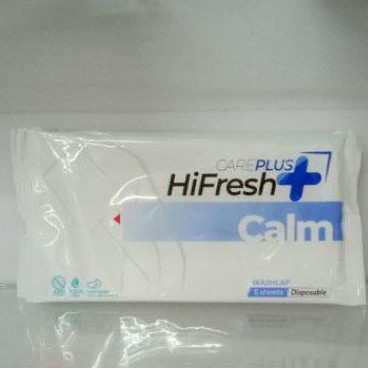 CAREPLUS
HiFresh
Calm
WASHLAP
5 sheets Disposable